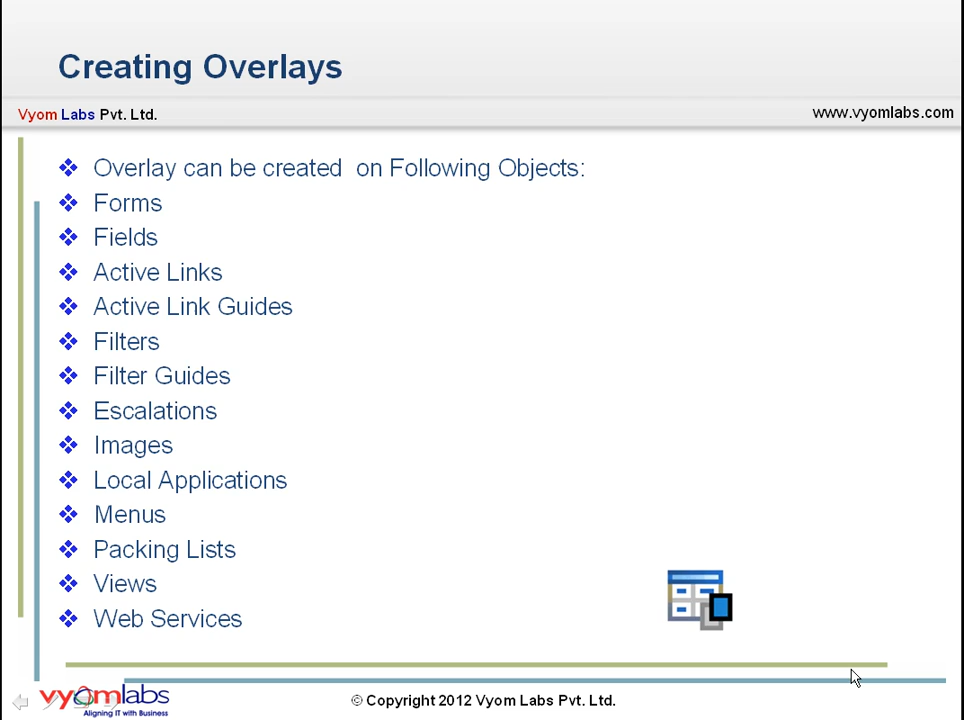 Creating Overlays
Vyom Labs Pvt. Ltd.
www.vyomlabs.com
Overlay can be created  on Following Objects:
Forms
Fields
Active Links
Active Link Guides
Filters
Filter Guides
Escalations
Images
Local Applications
Menus
Packing Lists
Views
Web Services
vyomlabs
Aligning IT with Business
© Copyright 2012 Vyom Labs Pvt. Ltd.